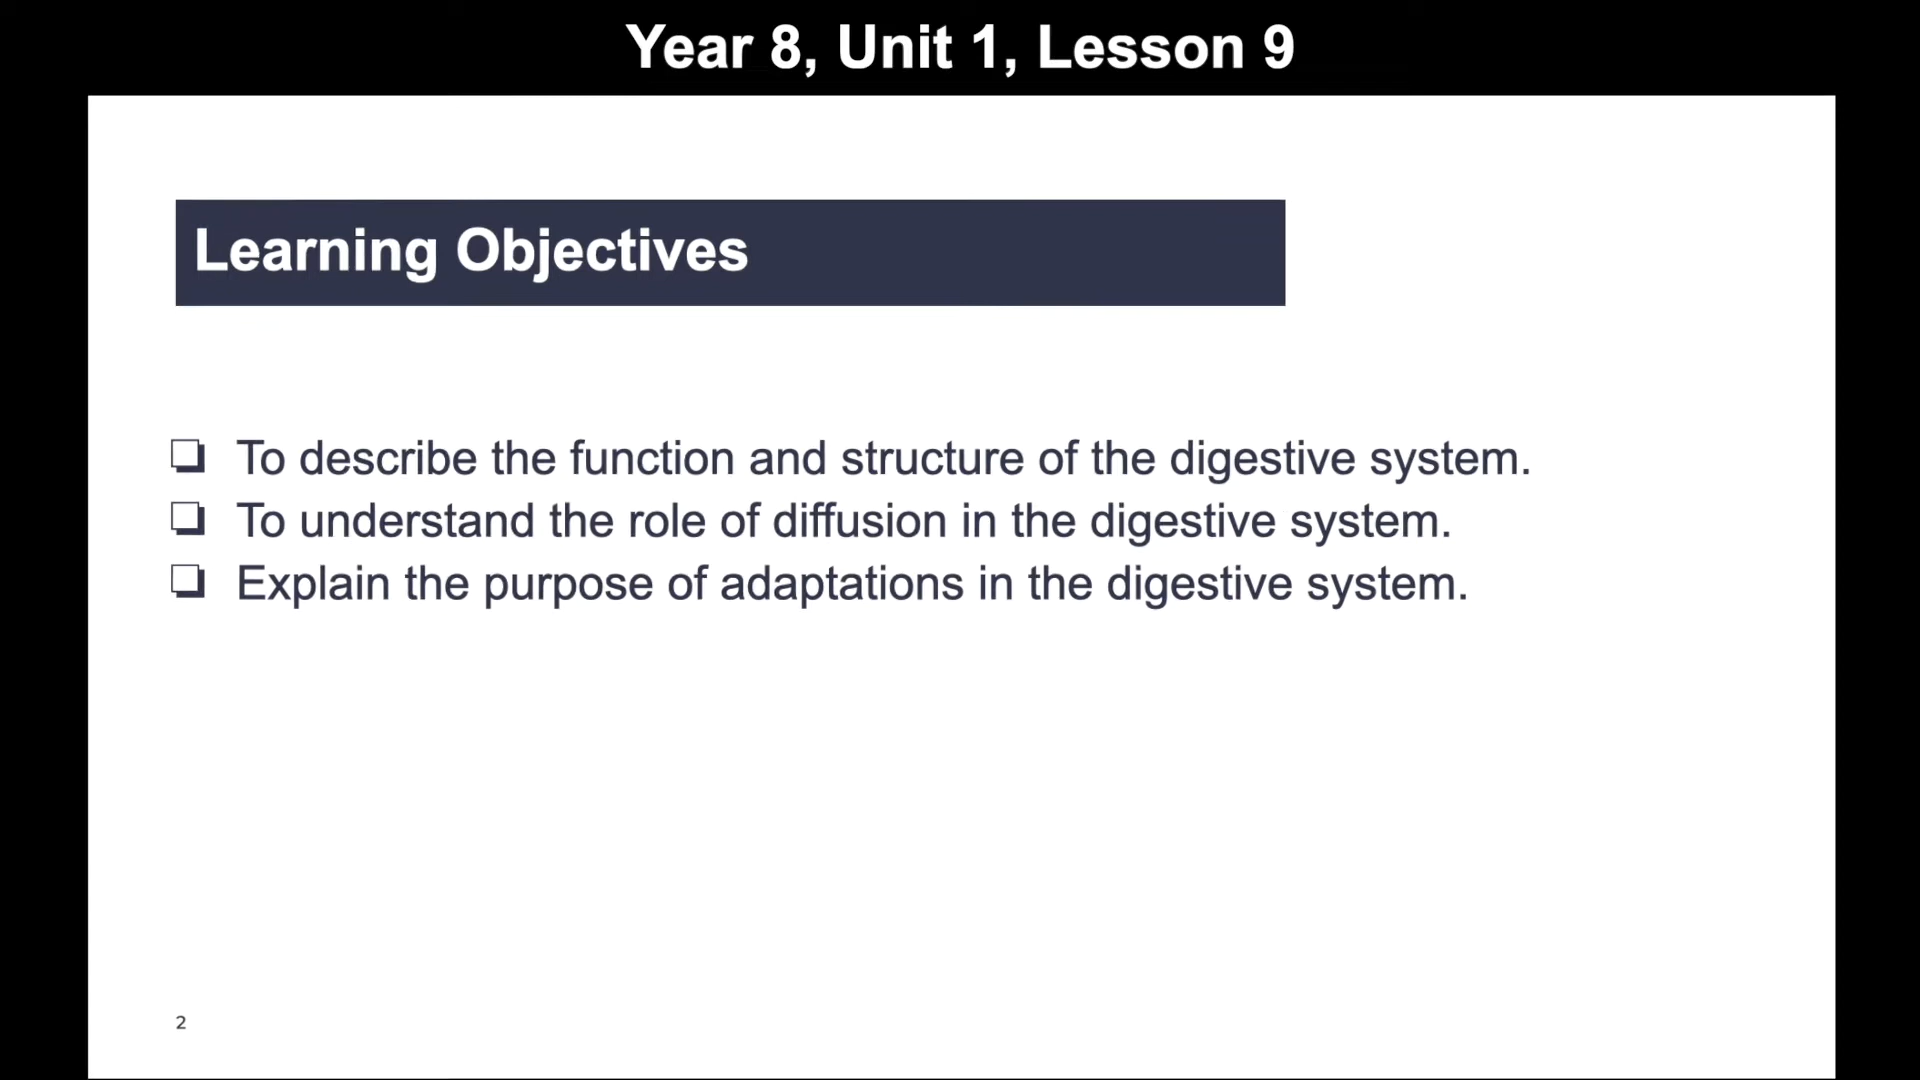 Year 8, Unit 1, Lesson 9
Learning Objectives
❏ To describe the function and structure of the digestive system.
❏ To understand the role of diffusion in the digestive system.
❏ Explain the purpose of adaptations in the digestive system.
2